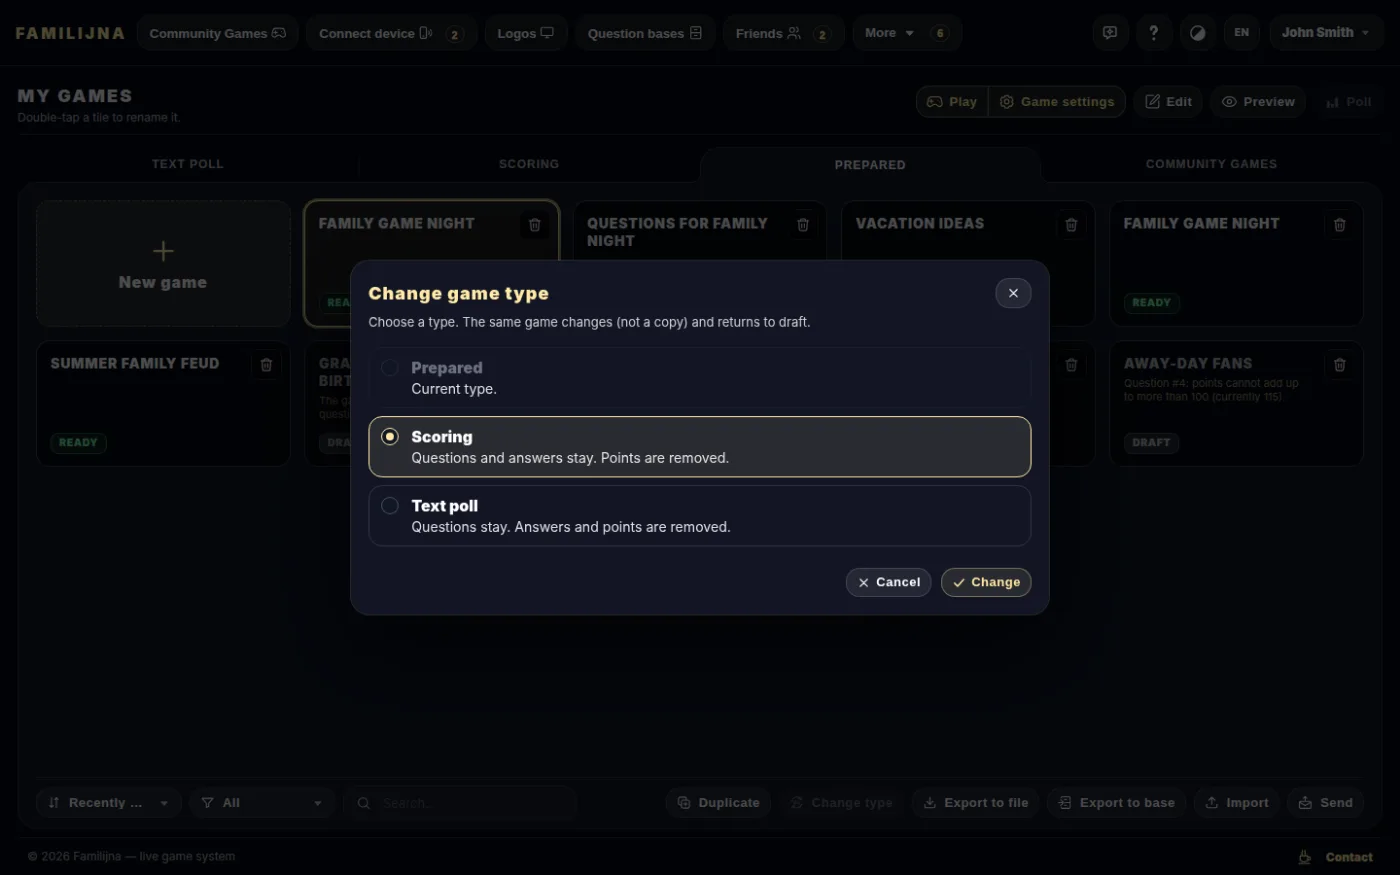 FAMILIJNA
Community Games
Connect device 2
Logos
Question bases
Friends 2
More 6
?
EN
John Smith
MY GAMES
Double-tap a tile to rename it.
Play
Game settings
Edit
Preview
Poll
TEXT POLL
SCORING
PREPARED
COMMUNITY GAMES
New game
FAMILY GAME NIGHT
QUESTIONS FOR FAMILY
NIGHT
VACATION IDEAS
FAMILY GAME NIGHT
READY
SUMMER FAMILY FEUD
READY
AWAY-DAY FANS
Question #4: points cannot add up
to more than 100 (currently 115).
DRAFT
Change game type
Choose a type. The same game changes (not a copy) and returns to draft.
Prepared
Current type.
Scoring
Questions and answers stay. Points are removed.
Text poll
Questions stay. Answers and points are removed.
Cancel
Change
Recently ...
All
Search...
Duplicate
Change type
Export to file
Export to base
Import
Send
© 2026 Familijna — live game system
Contact